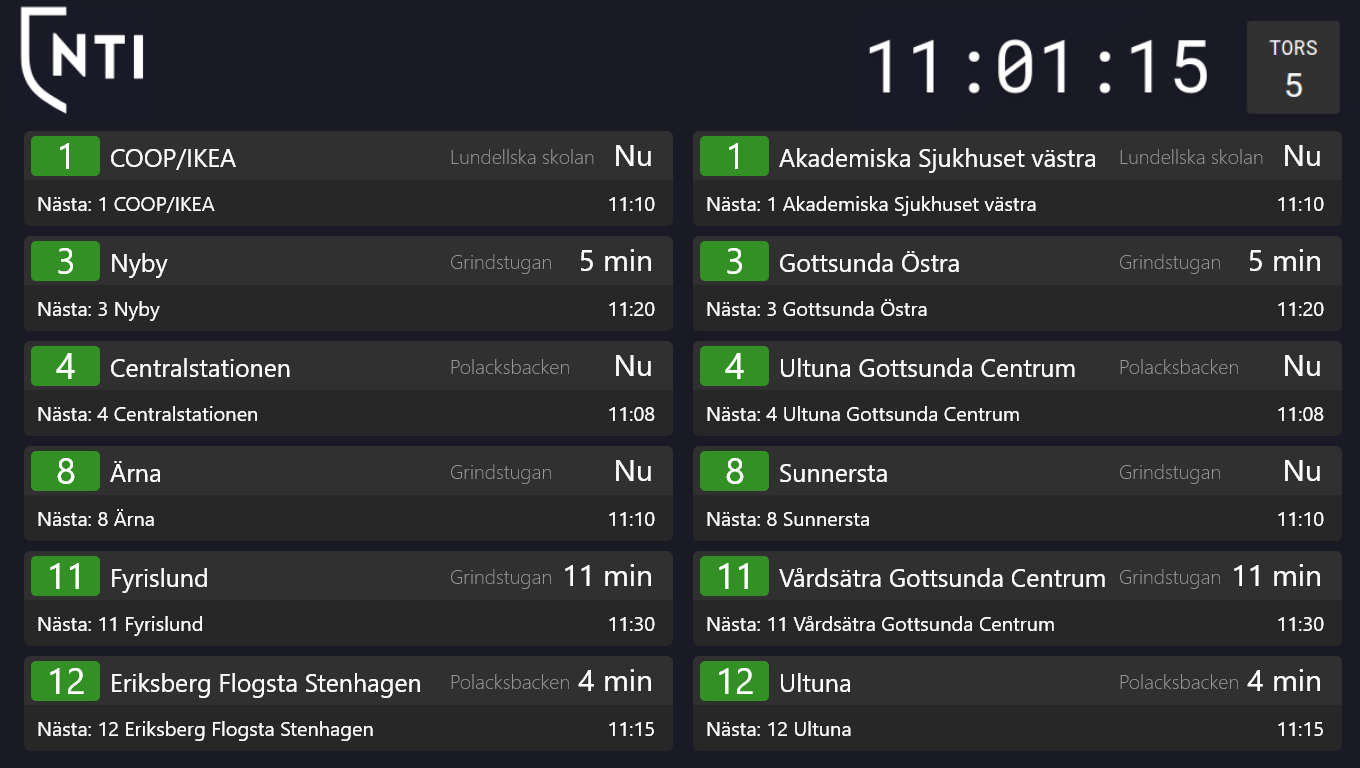 NTI
11:01:15
TORS
5
1 COOP/IKEA Lundellska skolan Nu
Nästa: 1 COOP/IKEA 11:10
3 Nyby Grindstugan 5 min
Nästa: 3 Nyby 11:20
4 Centralstationen Polacksbacken Nu
Nästa: 4 Centralstationen 11:08
8 Ärna Grindstugan Nu
Nästa: 8 Ärna 11:10
11 Fyrislund Grindstugan 11 min
Nästa: 11 Fyrislund 11:30
12 Eriksberg Flogsta Stenhagen Polacksbacken 4 min
Nästa: 12 Eriksberg Flogsta Stenhagen 11:15
1 Akademiska Sjukhuset västra Lundellska skolan Nu
Nästa: 1 Akademiska Sjukhuset västra 11:10
3 Gottsunda Östra Grindstugan 5 min
Nästa: 3 Gottsunda Östra 11:20
4 Ultuna Gottsunda Centrum Polacksbacken Nu
Nästa: 4 Ultuna Gottsunda Centrum 11:08
8 Sunnersta Grindstugan Nu
Nästa: 8 Sunnersta 11:10
11 Vårdsätra Gottsunda Centrum Grindstugan 11 min
Nästa: 11 Vårdsätra Gottsunda Centrum 11:30
12 Ultuna Polacksbacken 4 min
Nästa: 12 Ultuna 11:15